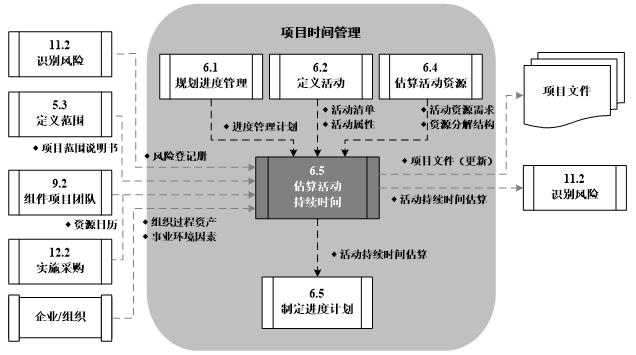 项目时间管理
11.2
识别风险
6.1
规划进度管理
6.2
定义活动
6.4
估算活动资源
项目文件
5.3
定义范围
◆ 项目范围说明书
◆ 进度管理计划
◆ 活动清单
◆ 活动属性
◆ 活动资源需求
◆ 资源分解结构
◆ 风险登记册
9.2
组件项目团队
◆ 资源日历
6.5
估算活动
持续时间
◆ 项目文件（更新）
◆ 活动持续时间估算
11.2
识别风险
◆ 组织过程资产
◆ 事业环境因素
12.2
实施采购
◆ 活动持续时间估算
企业/组织
6.5
制定进度计划